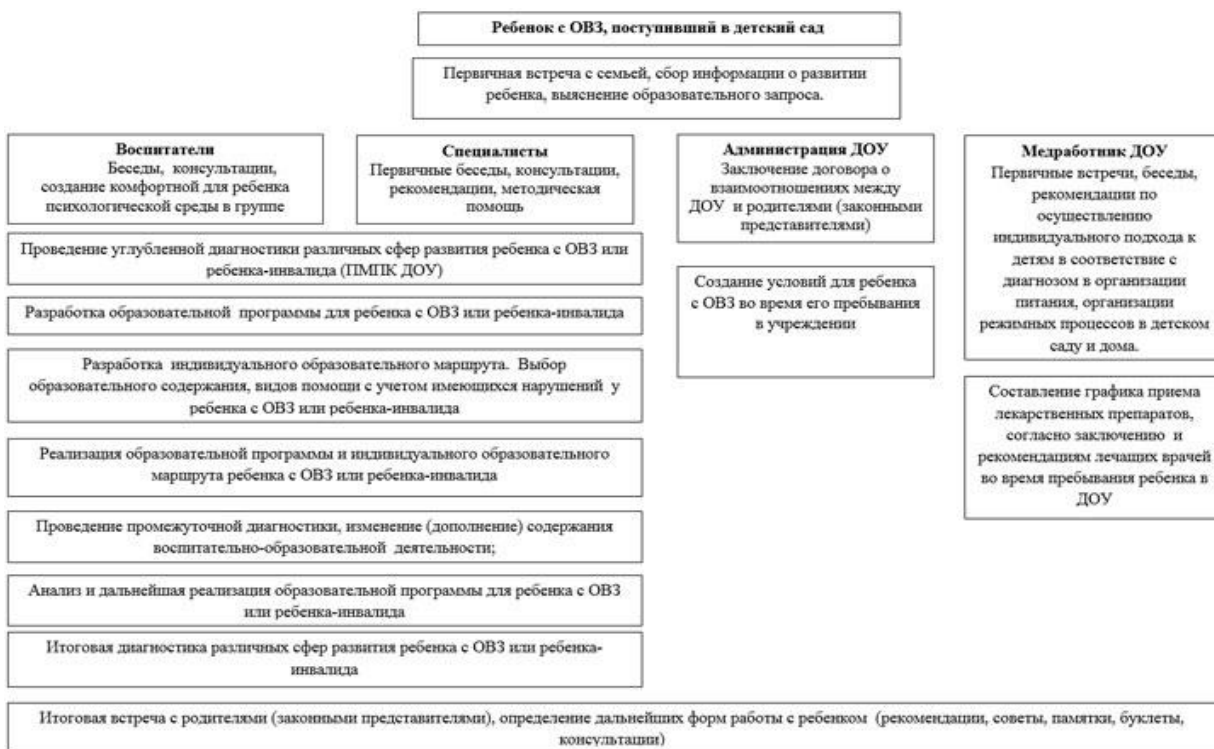 Ребенок с ОВЗ, поступивший в детский сад
Первичная встреча с семьей, сбор информации о развитии
ребенка, выяснение образовательного запроса.
Воспитатели
Беседы, консультации,
создание комфортной для ребенка
психологической среды в группе
Специалисты
Первичные беседы, консультации,
рекомендации, методическая
помощь
Администрация ДОУ
Заключение договора о
взаимоотношениях между
ДОУ и родителями (законными
представителями)
Медработник ДОУ
Первичные встречи, беседы,
рекомендации по
осуществлению
индивидуального подхода к
детям в соответствие с
диагнозом в организации
питания, организации
режимных процессов в детском
саду и дома.
Проведение углубленной диагностики различных сфер развития ребенка с ОВЗ или
ребенка-инвалида (ПМПК ДОУ)
Создание условий для ребенка
с ОВЗ во время его пребывания
в учреждении
Разработка образовательной программы для ребенка с ОВЗ или ребенка-инвалида
Разработка индивидуального образовательного маршрута. Выбор
образовательного содержания, видов помощи с учетом имеющихся нарушений у
ребенка с ОВЗ или ребенка-инвалида
Составление графика приема
лекарственных препаратов,
согласно заключению и
рекомендациям лечащих врачей
во время пребывания ребенка в
ДОУ
Реализация образовательной программы и индивидуального образовательного
маршрута ребенка с ОВЗ или ребенка-инвалида
Проведение промежуточной диагностики, изменение (дополнение) содержания
воспитательно-образовательной деятельности;
Анализ и дальнейшая реализация образовательной программы для ребенка с ОВЗ
или ребенка-инвалида
Итоговая диагностика различных сфер развития ребенка с ОВЗ или ребенка-
инвалида
Итоговая встреча с родителями (законными представителями), определение дальнейших форм работы с ребенком (рекомендации, советы, памятки, буклеты,
консультации)